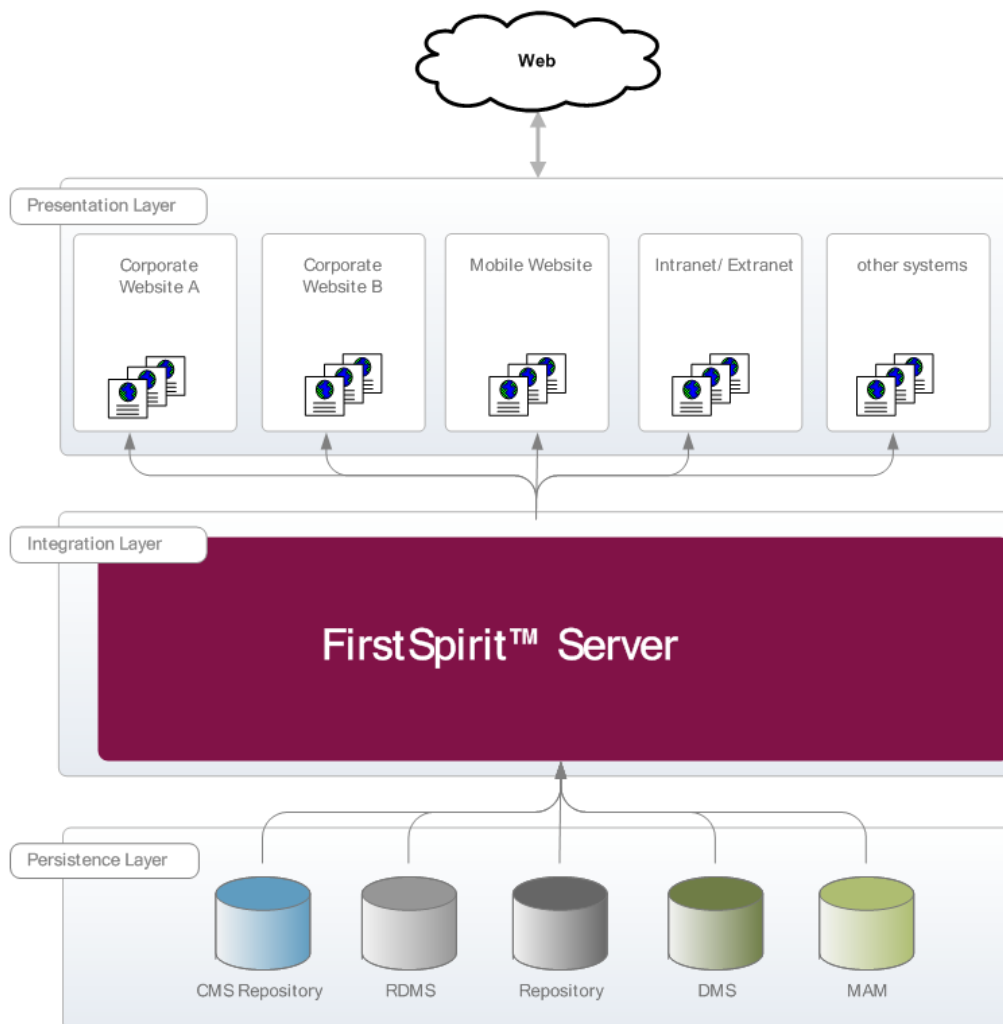 Web
Presentation Layer
Corporate
Website A
Corporate
Website B
Mobile Website
Intranet/ Extranet
other systems
Integration Layer
FirstSpirit™ Server
Persistence Layer
CMS Repository
RDMS
Repository
DMS
MAM